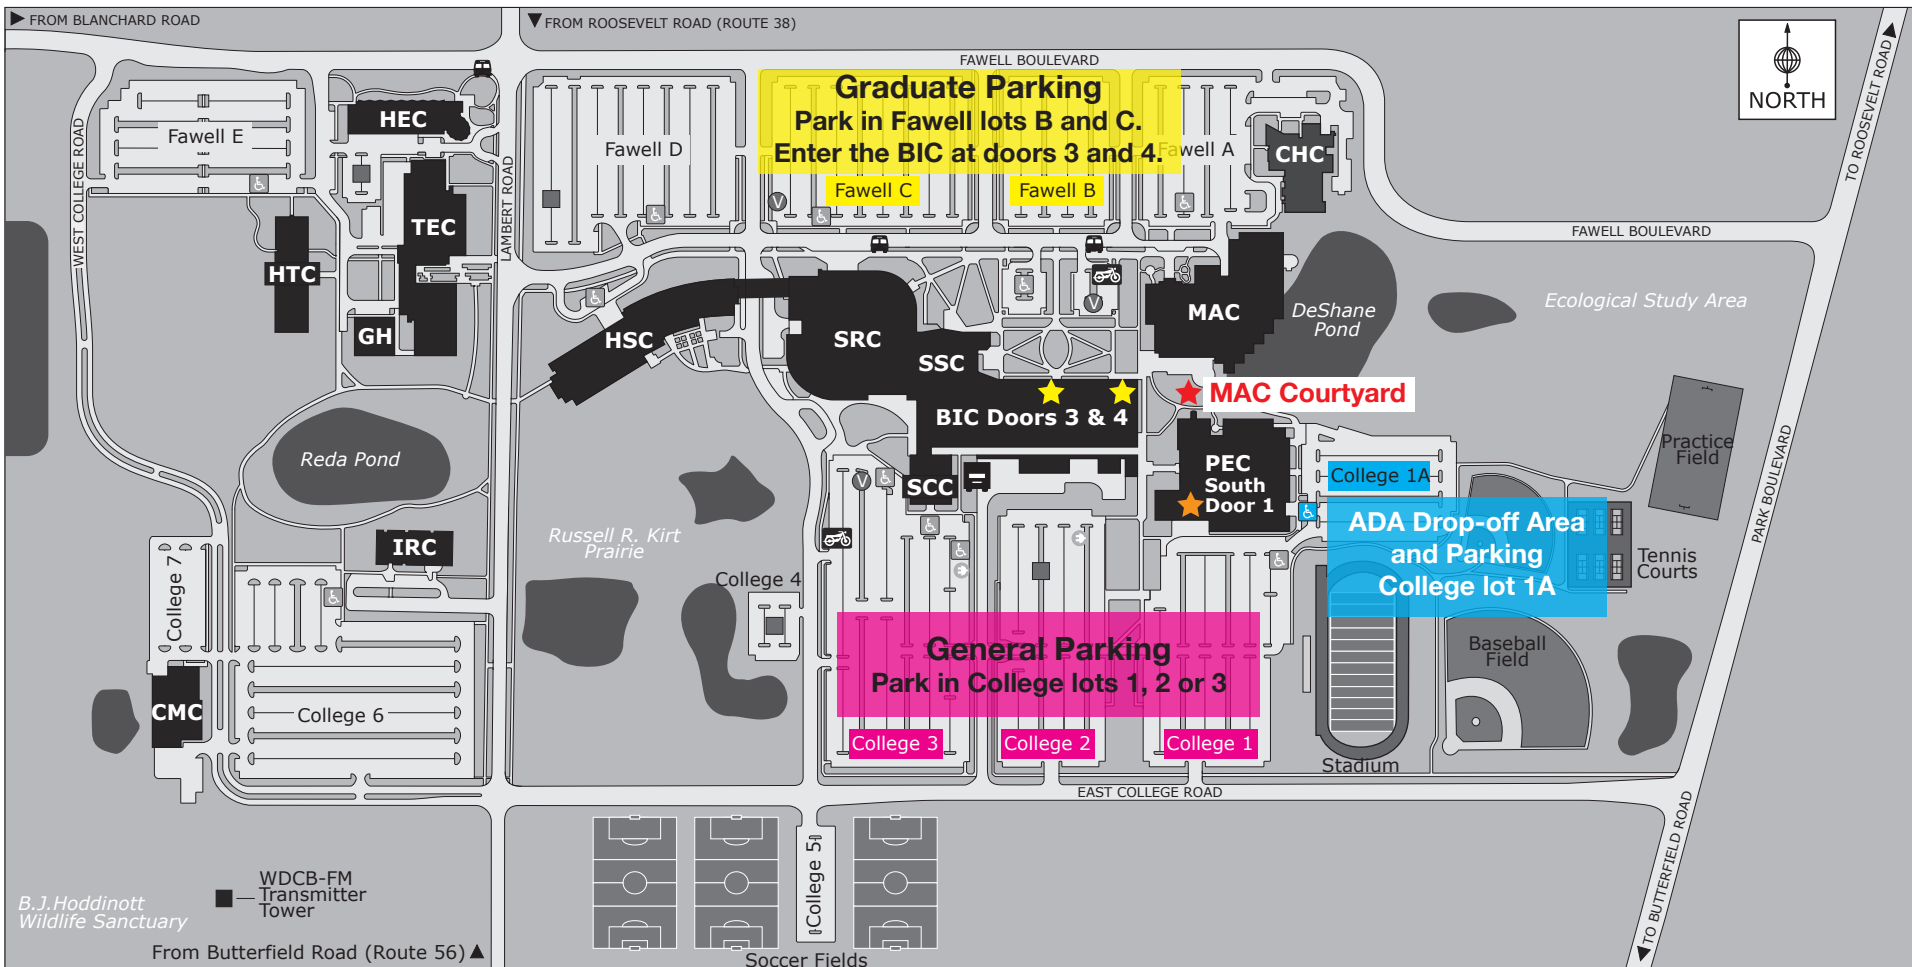 FROM BLANCHARD ROAD
FROM ROOSEVELT ROAD (ROUTE 38)
FAWELL BOULEVARD
NORTH
TO ROOSEVELT ROAD
Graduate Parking
Park in Fawell lots B and C.
Enter the BIC at doors 3 and 4.
Fawell E
HEC
Fawell D
Fawell C
Fawell B
Fawell A
CHC
WEST COLLEGE ROAD
LAMBERT ROAD
TEC
HTC
GH
V
V
FAWELL BOULEVARD
HSC
SRC
SSC
MAC
DeShane
Pond
Ecological Study Area
MAC Courtyard
BIC Doors 3 & 4
Reda Pond
PEC
South
Door 1
College 1A
Practice
Field
PARK BOULEVARD
SCC
V
ADA Drop-off Area
and Parking
College lot 1A
Tennis
Courts
IRC
Russell R. Kirt
Prairie
College 7
College 4
General Parking
Park in College lots 1, 2 or 3
Baseball
Field
CMC
College 6
College 3
College 2
College 1
Stadium
EAST COLLEGE ROAD
TO BUTTERFIELD ROAD
College 5
WDCB-FM
Transmitter
Tower
B.J.Hoddinott
Wildlife Sanctuary
From Butterfield Road (Route 56)
Soccer Fields